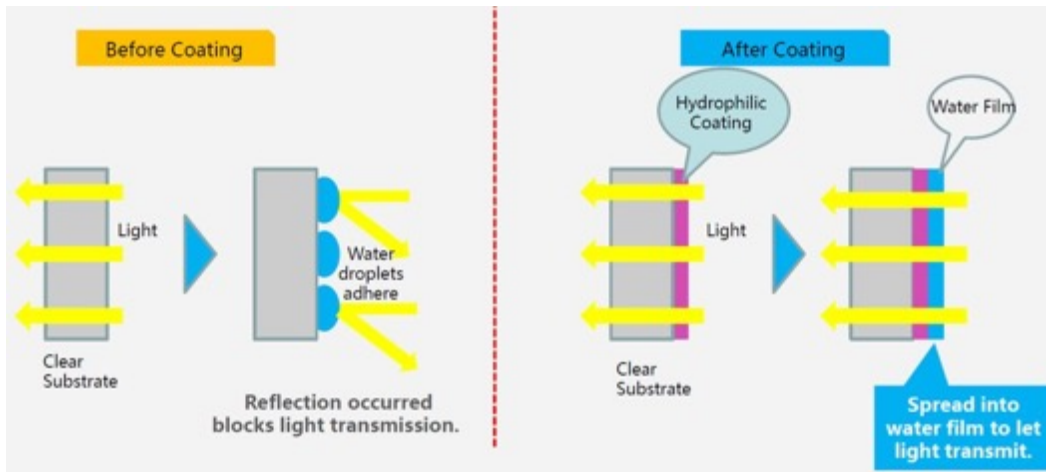 Before Coating
Light
Water
droplets
adhere
Clear
Substrate
Reflection occurred
blocks light transmission.
After Coating
Hydrophilic
Coating
Water Film
Light
Clear
Substrate
Spread into
water film to let
light transmit.